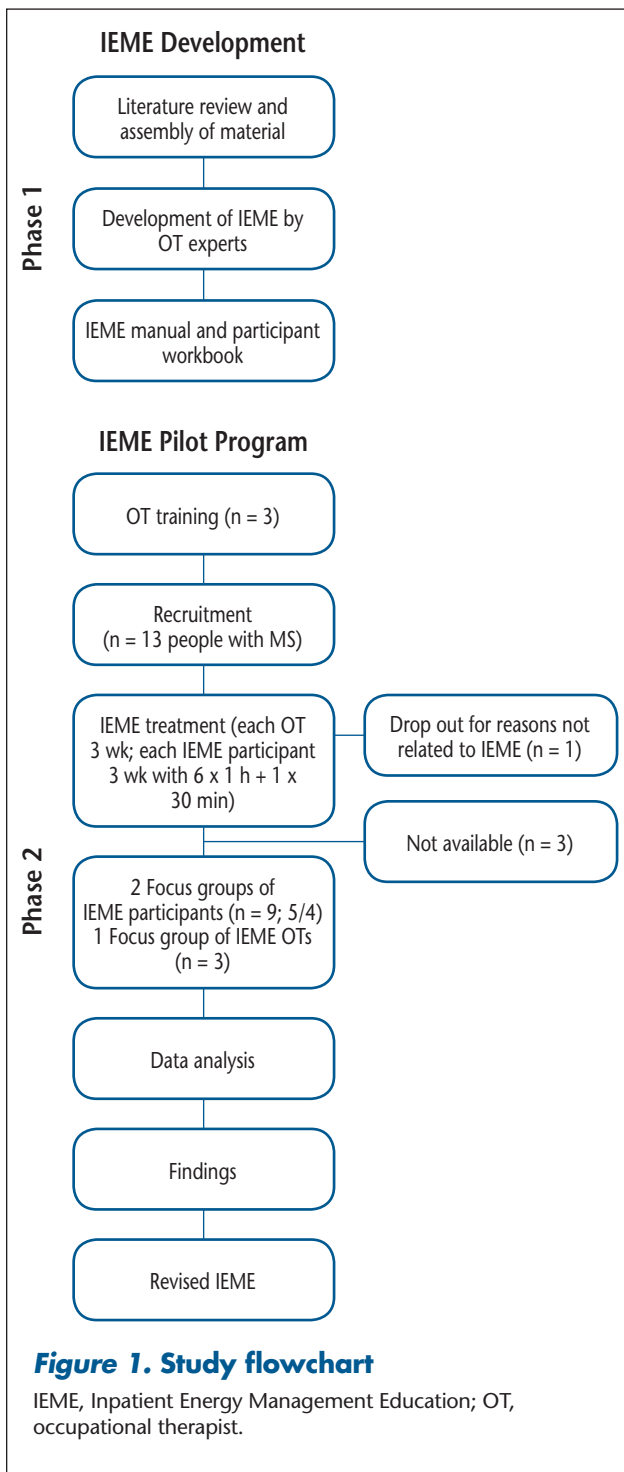 IEME Development
Phase 1
Literature review and
assembly of material
Development of IEME by
OT experts
IEME manual and participant
workbook
IEME Pilot Program
Phase 2
OT training (n = 3)
Recruitment
(n = 13 people with MS)
IEME treatment (each OT
3 wk; each IEME participant
3 wk with 6 x 1 h + 1 x
30 min)
Drop out for reasons not
related to IEME (n = 1)
Not available (n = 3)
2 Focus groups of
IEME participants (n = 9; 5/4)
1 Focus group of IEME OTs
(n = 3)
Data analysis
Findings
Revised IEME
Figure 1. Study flowchart
IEME, Inpatient Energy Management Education; OT,
occupational therapist.